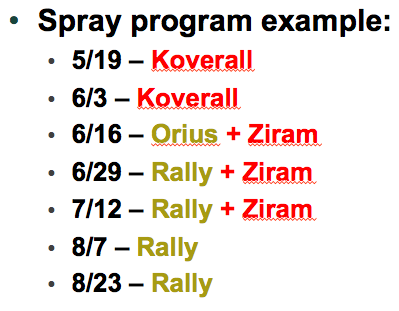 • Spray program example:
• 5/19 – Koverall
• 6/3 – Koverall
• 6/16 – Orius + Ziram
• 6/29 – Rally + Ziram
• 7/12 – Rally + Ziram
• 8/7 – Rally
• 8/23 – Rally